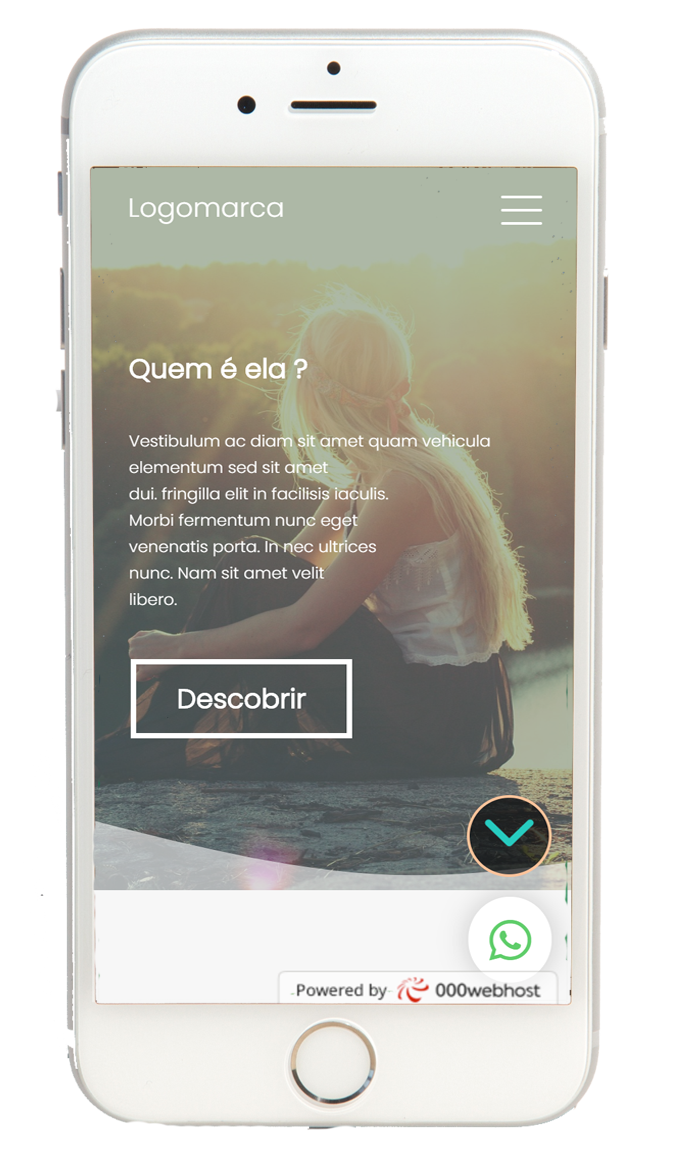 Logomarca
Quem é ela ?
Vestibulum ac diam sit amet quam vehicula
elementum sed sit amet
dui. fringilla elit in facilisis iaculis.
Morbi fermentum nunc eget
venenatis porta. In nec ultrices
nunc. Nam sit amet velit
libero.
Descobrir
Powered by 000webhost